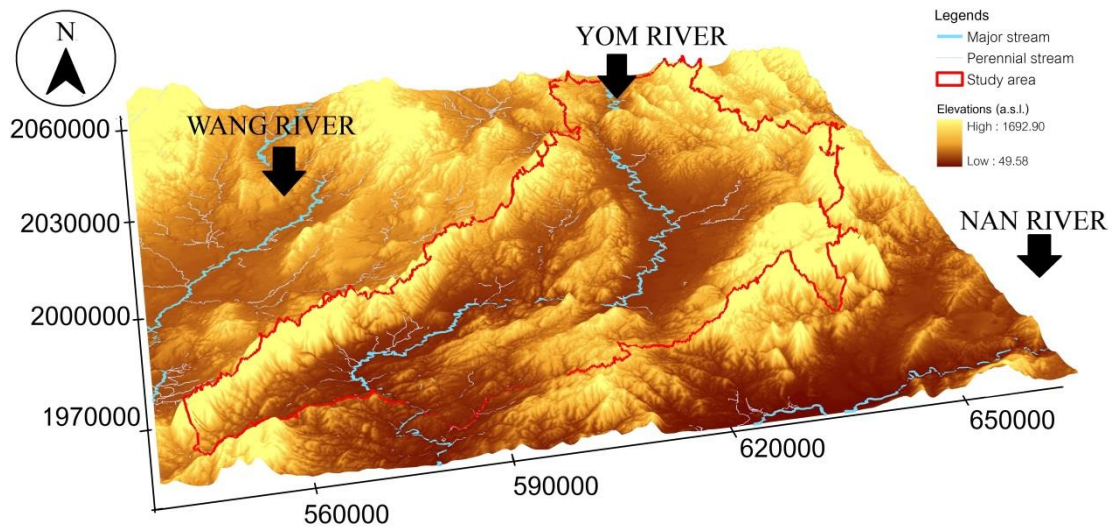 N
YOM RIVER
WANG RIVER
NAN RIVER
Legends
Major stream
Perennial stream
Study area
Elevations (a.s.l.)
High : 1692.90
Low : 49.58
2060000
2030000
2000000
1970000
560000
590000
620000
650000